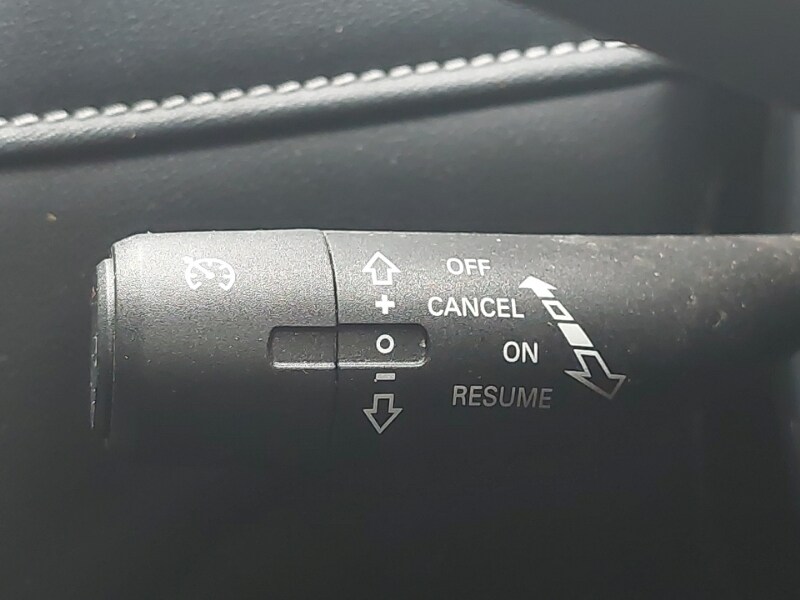 OFF
+ CANCEL
O ON
- RESUME